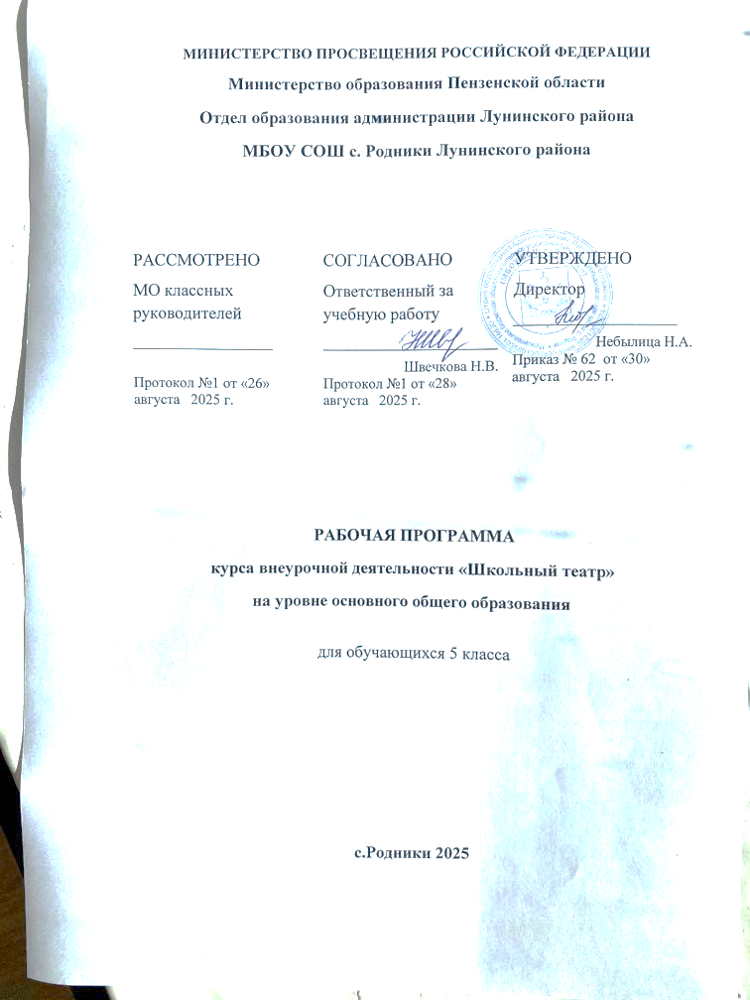 МИНИСТЕРСТВО ПРОСВЕЩЕНИЯ РОССИЙСКОЙ ФЕДЕРАЦИИ
Министерство образования Пензенской области
Отдел образования администрации Лунинского района
МБОУ СОШ с. Родники Лунинского района
РАССМОТРЕНО
МО классных
руководителей
Протокол №1 от «26»
августа 2025 г.
СОГЛАСОВАНО
Ответственный за
учебную работу
Швечкова Н.В.
Протокол №1 от «28»
августа 2025 г.
УТВЕРЖДЕНО
Директор
Небылица Н.А.
Приказ № 62 от «30»
августа 2025 г.
РАБОЧАЯ ПРОГРАММА
курса внеурочной деятельности «Школьный театр»
на уровне основного общего образования
для обучающихся 5 класса
с.Родники 2025